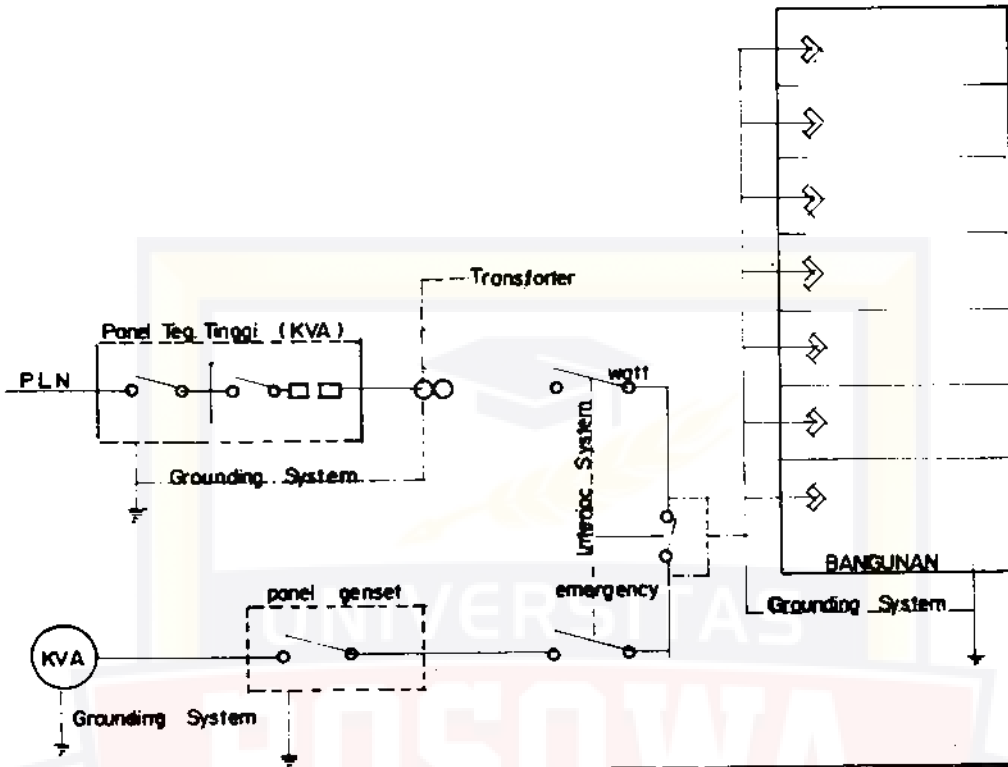 Transforter
Panel Teg. Tinggi (KVA)
PLN
watt
Grounding System
System
BANGUNAN
panel genset
emergency
Grounding System
UNIVERSITAS
KVA
Grounding System
BOSOWA